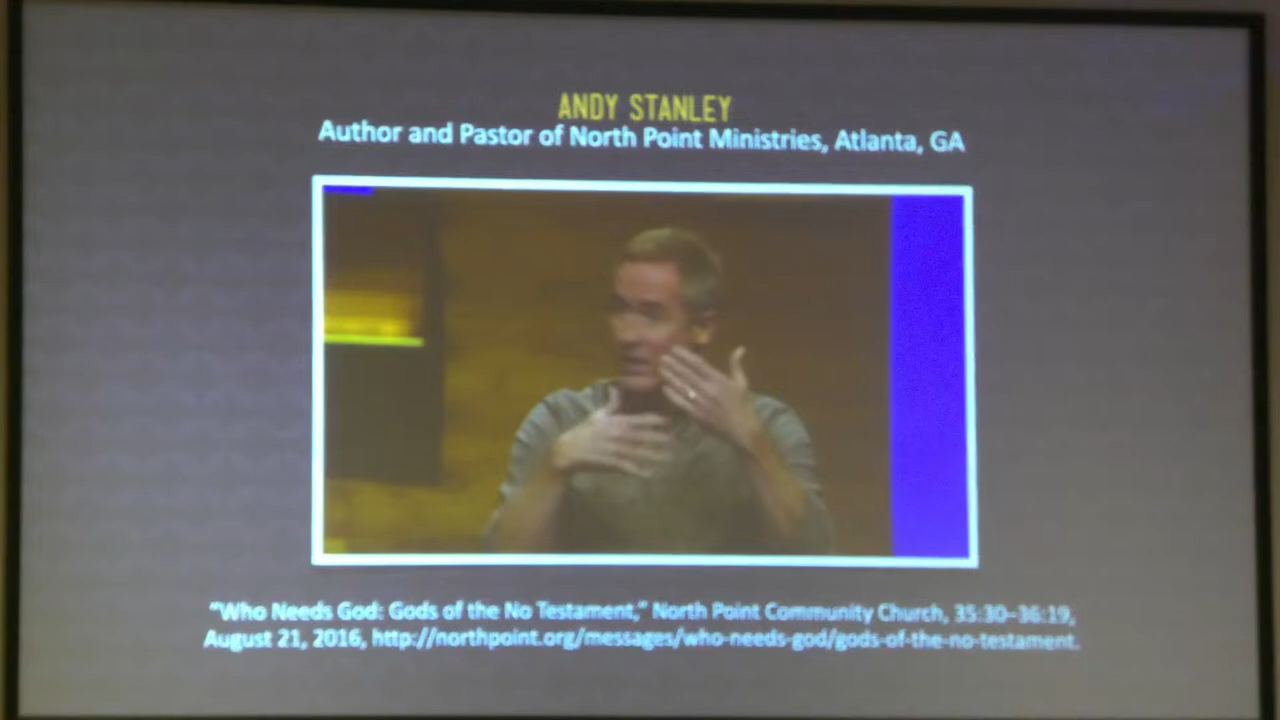 ANDY STANLEY
Author and Pastor of North Point Ministries, Atlanta, GA
“Who Needs God: Gods of the No Testament,” North Point Community Church, 35:30–36:19,
August 21, 2016, http://northpoint.org/messages/who-needs-god/gods-of-the-no-testament.